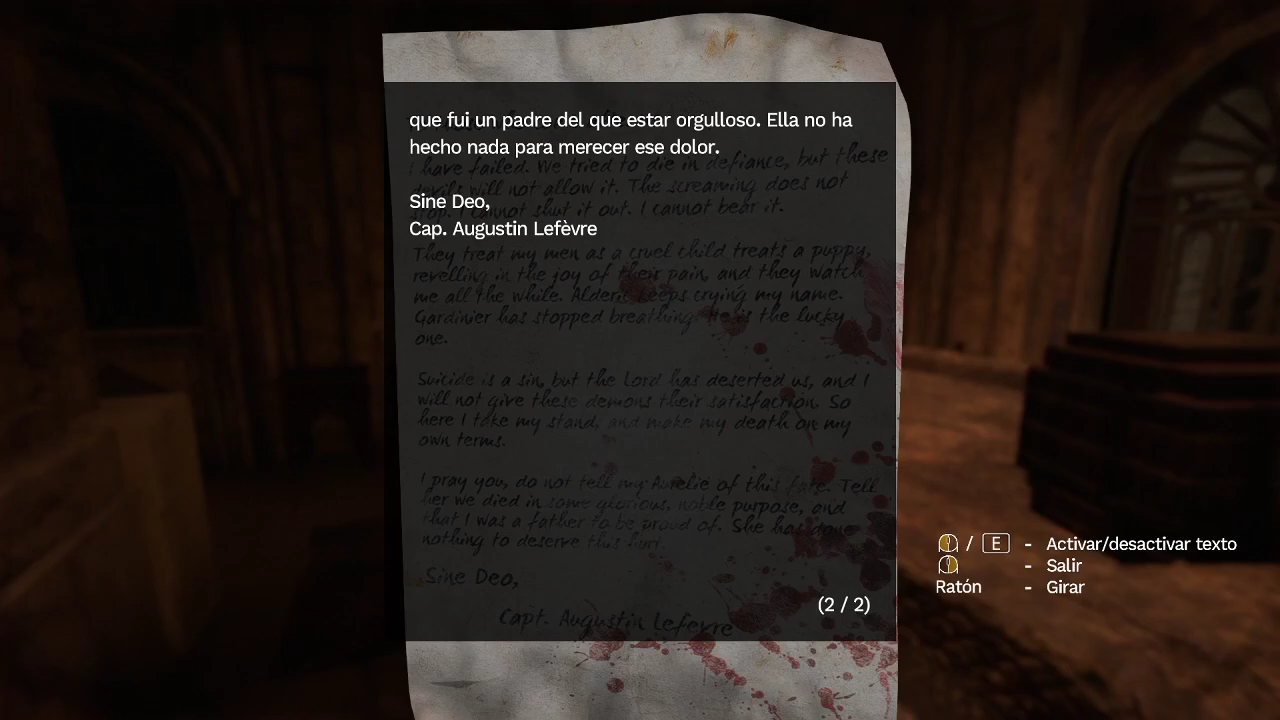 que fui un padre del que estar orgulloso. Ella no ha
hecho nada para merecer ese dolor.
Sine Deo,
Cap. Augustin Lefèvre
(2 / 2)
I have failed. We tried to die in defiance, but these
devils will not allow it. The screaming does not
stop. I cannot shut it out. I cannot bear it.
They treat my men as a cruel child treats a puppy,
revelling in the joy of their pain, and they watch
me all the while. Alderic keeps crying my name.
Gardinier has stopped breathing. He is the lucky
one.
Suicide is a sin, but the Lord has deserted us, and I
will not give these demons their satisfaction. So
here I take my stand, and make my death on my
own terms.
I pray you, do not tell my Aurelie of this fate. Tell
her we died in some glorious, noble purpose, and
that I was a father to be proud of. She has done
nothing to deserve this hurt.
Sine Deo,
Capt. Augustin Lefevre
/ E - Activar/desactivar texto
- Salir
Ratón - Girar